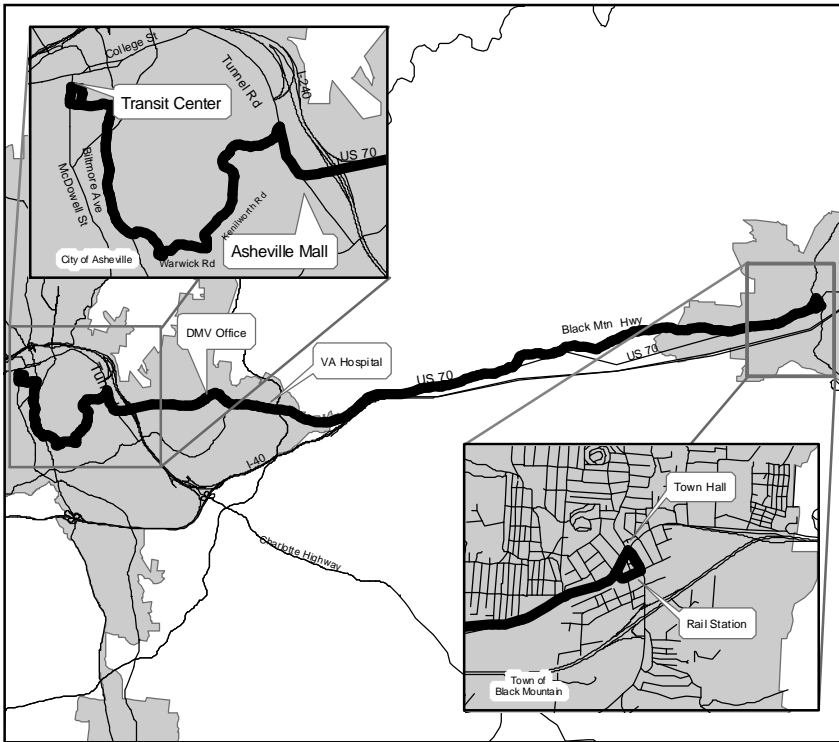 College St
Tunnel Rd
I-240
Transit Center
US 70
Biltmore Ave
McDowell St
Kenilworth Rd
City of Asheville
Warwick Rd
Asheville Mall
DMV Office
Black Mtn Hwy
VA Hospital
Tun
US 70
US 70
I-40
Charlotte Highway
Town Hall
Rail Station
Town of
Black Mountain